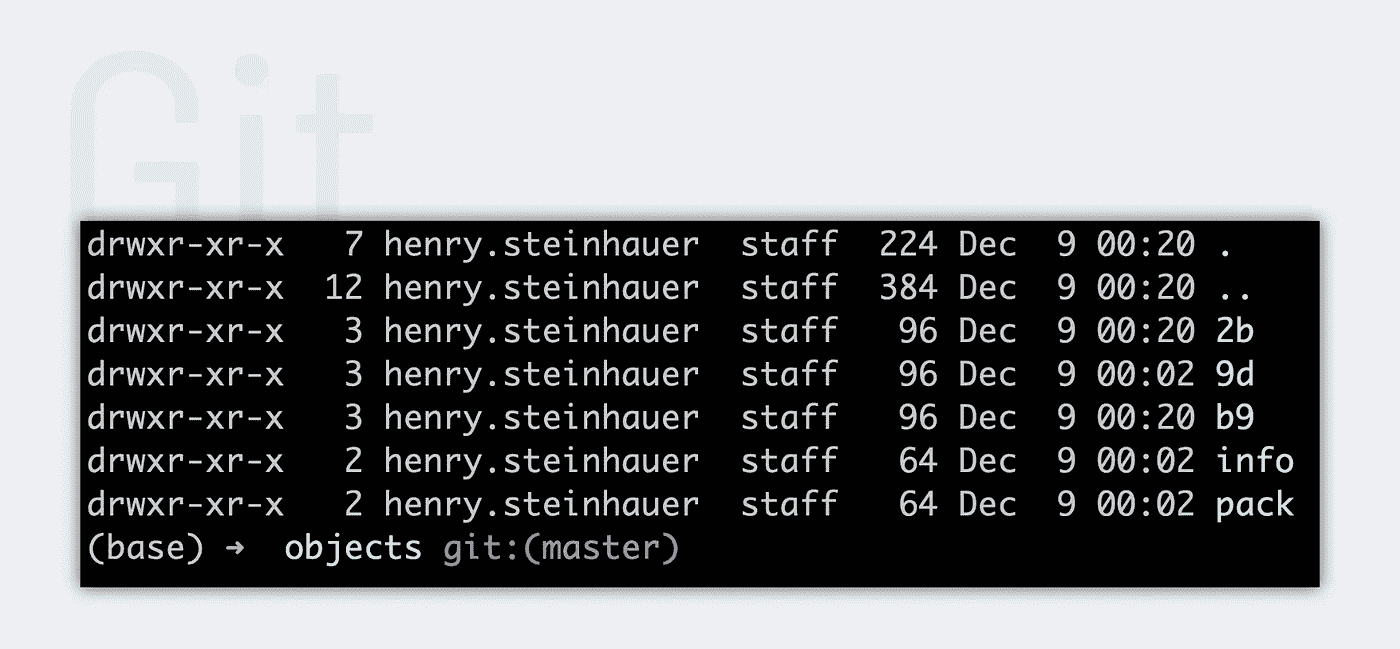 Git
drwxr-xr-x   7 henry.steinhauer  staff  224 Dec  9 00:20 .
drwxr-xr-x  12 henry.steinhauer  staff  384 Dec  9 00:20 ..
drwxr-xr-x   3 henry.steinhauer  staff   96 Dec  9 00:20 2b
drwxr-xr-x   3 henry.steinhauer  staff   96 Dec  9 00:02 9d
drwxr-xr-x   3 henry.steinhauer  staff   96 Dec  9 00:20 b9
drwxr-xr-x   2 henry.steinhauer  staff   64 Dec  9 00:02 info
drwxr-xr-x   2 henry.steinhauer  staff   64 Dec  9 00:02 pack
(base) ➜  objects git:(master)